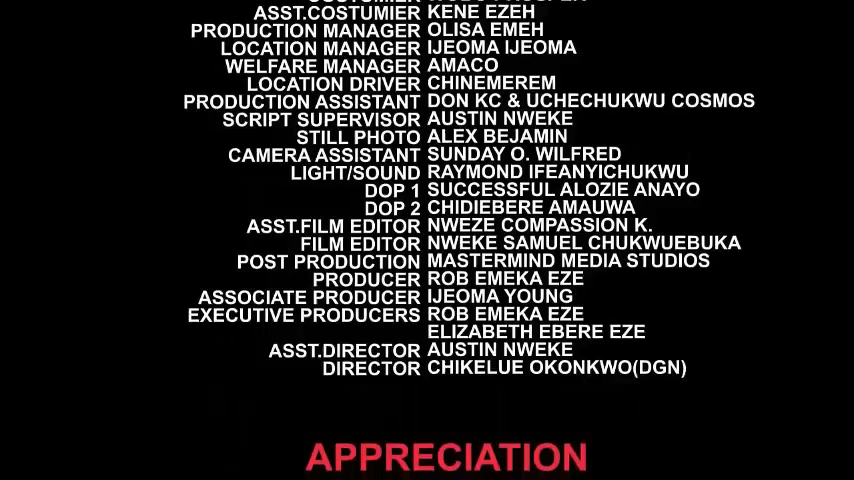 ASST.COSTUMIER KENE EZEH
PRODUCTION MANAGER OLISA EMEH
LOCATION MANAGER IJEOMA IJEOMA
WELFARE MANAGER AMACO
LOCATION DRIVER CHINEMEREM
PRODUCTION ASSISTANT DON KC & UCHECHUKWU COSMOS
SCRIPT SUPERVISOR AUSTIN NWEKE
STILL PHOTO ALEX BEJAMIN
CAMERA ASSISTANT SUNDAY O. WILFRED
LIGHT/SOUND RAYMOND IFEANYICHUKWU
DOP 1 SUCCESSFUL ALOZIE ANAYO
DOP 2 CHIDIEBERE AMAUWA
ASST.FILM EDITOR NWEZE COMPASSION K.
FILM EDITOR NWEKE SAMUEL CHUKWUEBUKA
POST PRODUCTION MASTERMIND MEDIA STUDIOS
PRODUCER ROB EMEKA EZE
ASSOCIATE PRODUCER IJEOMA YOUNG
EXECUTIVE PRODUCERS ROB EMEKA EZE
ELIZABETH EBERE EZE
ASST.DIRECTOR AUSTIN NWEKE
DIRECTOR CHIKELUE OKONKWO(DGN)
APPRECIATION